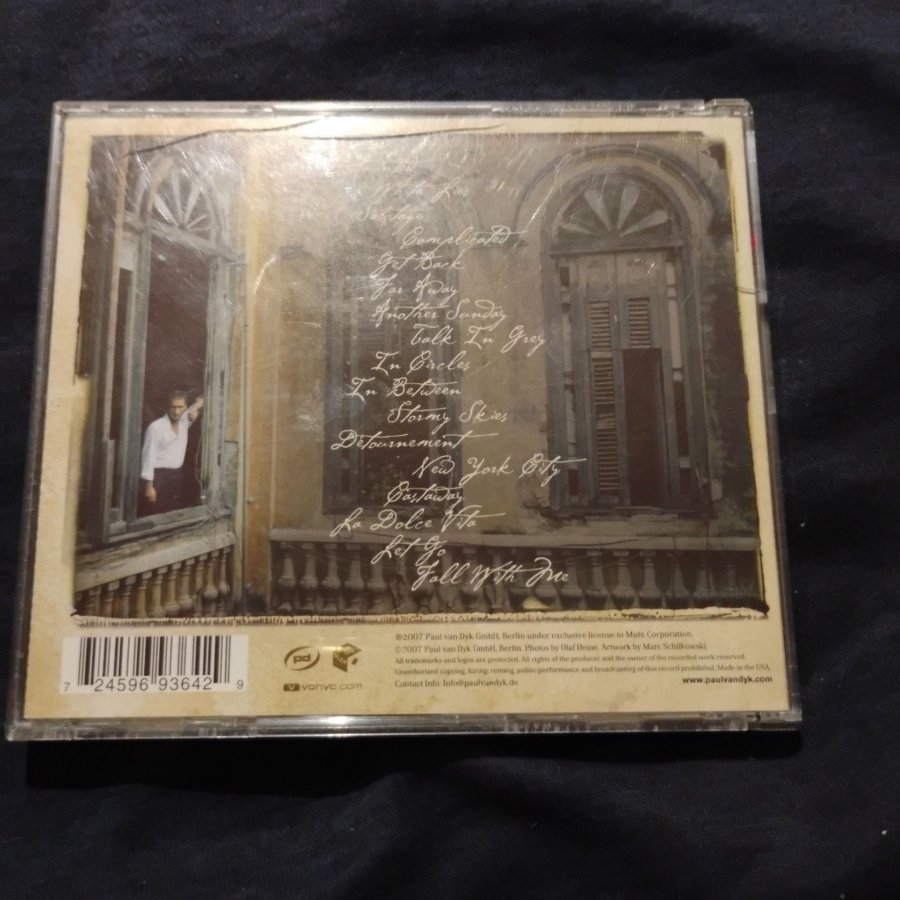 Lies
Sabotage
Complicated
Get Back
Far Away
Another Sunday
Talk In Grey
In Circles
In Between
Stormy Skies
Détournement
New York City
Castaway
La Dolce Vita
Let Go
Fall With Me
7 24596 93642 9
pd
vonyc.com
℗2007 Paul van Dyk GmbH, Berlin under exclusive license to Mute Corporation.
©2007 Paul van Dyk GmbH, Berlin. Photos by Olaf Heine. Artwork by Marc Schilkowski.
All trademarks and logos are protected. All rights of the producer and the owner of the recorded work reserved
Unauthorized copying, hiring, renting, public performance and broadcasting of this record prohibited. Made in the USA.
Contact Info: Info@paulvandyk.de
www.paulvandyk.com